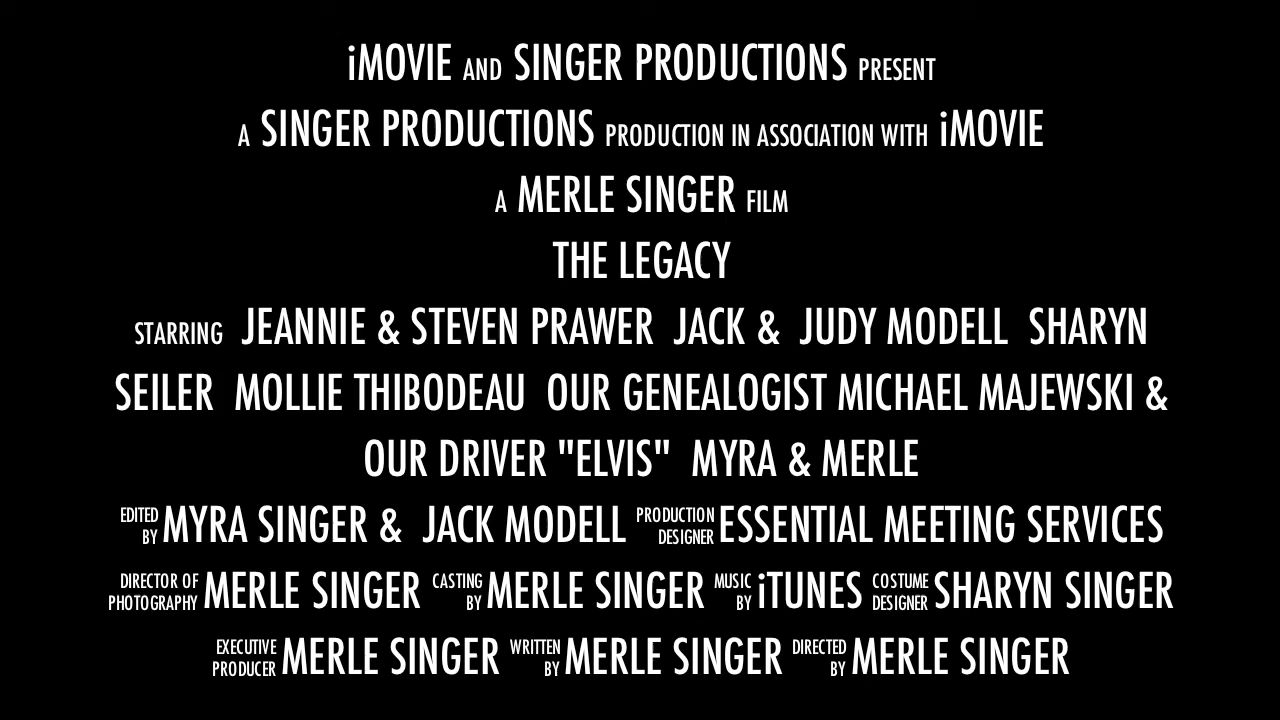 iMOVIE AND SINGER PRODUCTIONS PRESENT
A SINGER PRODUCTIONS PRODUCTION IN ASSOCIATION WITH iMOVIE
A MERLE SINGER FILM
THE LEGACY
STARRING JEANNIE & STEVEN PRAWER JACK & JUDY MODELL SHARYN
SEILER MOLLIE THIBODEAU OUR GENEALOGIST MICHAEL MAJEWSKI &
OUR DRIVER "ELVIS" MYRA & MERLE
EDITED BY MYRA SINGER & JACK MODELL PRODUCTION DESIGNER ESSENTIAL MEETING SERVICES
DIRECTOR OF PHOTOGRAPHY MERLE SINGER CASTING BY MERLE SINGER MUSIC BY iTUNES COSTUME DESIGNER SHARYN SINGER
EXECUTIVE PRODUCER MERLE SINGER WRITTEN BY MERLE SINGER DIRECTED BY MERLE SINGER